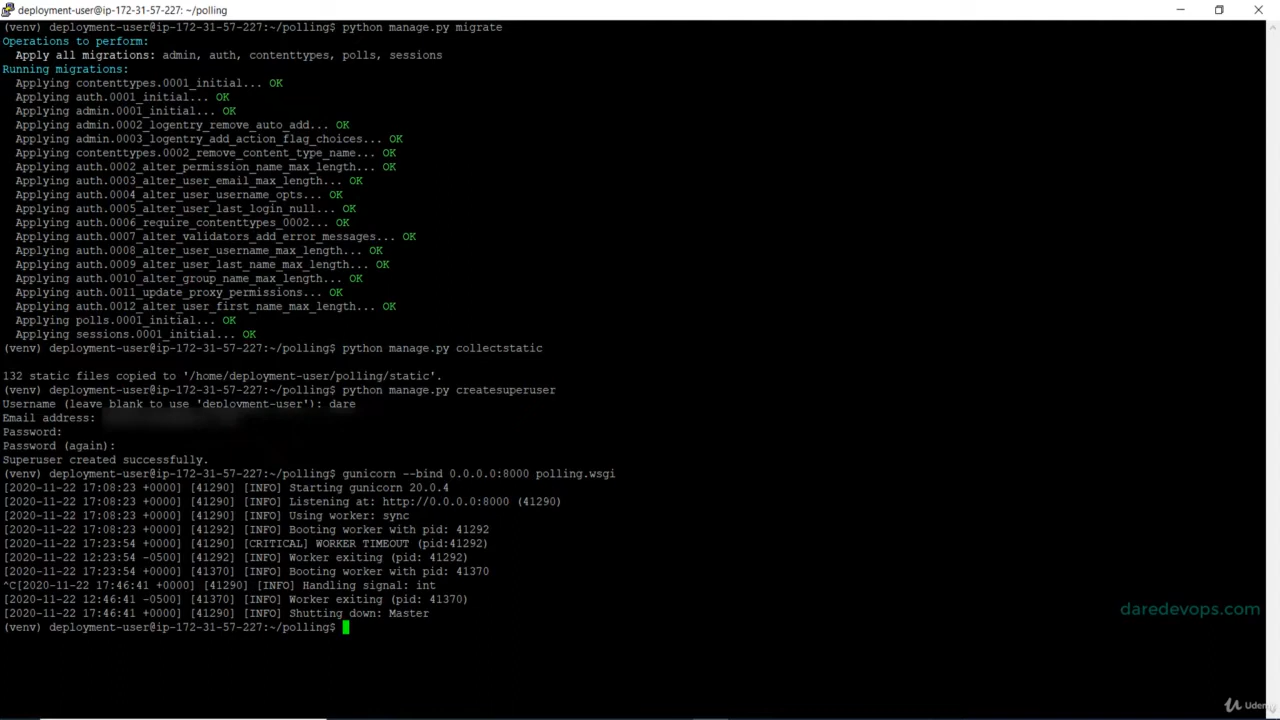 deployment-user@ip-172-31-57-227: ~/polling
(venv) deployment-user@ip-172-31-57-227:~/polling$ python manage.py migrate
Operations to perform:
  Apply all migrations: admin, auth, contenttypes, polls, sessions
Running migrations:
  Applying contenttypes.0001_initial... OK
  Applying auth.0001_initial... OK
  Applying admin.0001_initial... OK
  Applying admin.0002_logentry_remove_auto_add... OK
  Applying admin.0003_logentry_add_action_flag_choices... OK
  Applying contenttypes.0002_remove_content_type_name... OK
  Applying auth.0002_alter_permission_name_max_length... OK
  Applying auth.0003_alter_user_email_max_length... OK
  Applying auth.0004_alter_user_username_opts... OK
  Applying auth.0005_alter_user_last_login_null... OK
  Applying auth.0006_require_contenttypes_0002... OK
  Applying auth.0007_alter_validators_add_error_messages... OK
  Applying auth.0008_alter_user_username_max_length... OK
  Applying auth.0009_alter_user_last_name_max_length... OK
  Applying auth.0010_alter_group_name_max_length... OK
  Applying auth.0011_update_proxy_permissions... OK
  Applying auth.0012_alter_user_first_name_max_length... OK
  Applying polls.0001_initial... OK
  Applying sessions.0001_initial... OK
(venv) deployment-user@ip-172-31-57-227:~/polling$ python manage.py collectstatic
132 static files copied to '/home/deployment-user/polling/static'.
(venv) deployment-user@ip-172-31-57-227:~/polling$ python manage.py createsuperuser
Username (leave blank to use 'deployment-user'): dare
Email address:
Password:
Password (again):
Superuser created successfully.
(venv) deployment-user@ip-172-31-57-227:~/polling$ gunicorn --bind 0.0.0.0:8000 polling.wsgi
[2020-11-22 17:08:23 +0000] [41290] [INFO] Starting gunicorn 20.0.4
[2020-11-22 17:08:23 +0000] [41290] [INFO] Listening at: http://0.0.0.0:8000 (41290)
[2020-11-22 17:08:23 +0000] [41290] [INFO] Using worker: sync
[2020-11-22 17:08:23 +0000] [41292] [INFO] Booting worker with pid: 41292
[2020-11-22 17:23:54 +0000] [41290] [CRITICAL] WORKER TIMEOUT (pid:41292)
[2020-11-22 12:23:54 -0500] [41292] [INFO] Worker exiting (pid: 41292)
[2020-11-22 17:23:54 +0000] [41370] [INFO] Booting worker with pid: 41370
^C[2020-11-22 17:46:41 +0000] [41290] [INFO] Handling signal: int
[2020-11-22 12:46:41 -0500] [41370] [INFO] Worker exiting (pid: 41370)
[2020-11-22 17:46:41 +0000] [41290] [INFO] Shutting down: Master
(venv) deployment-user@ip-172-31-57-227:~/polling$
daredevops.com